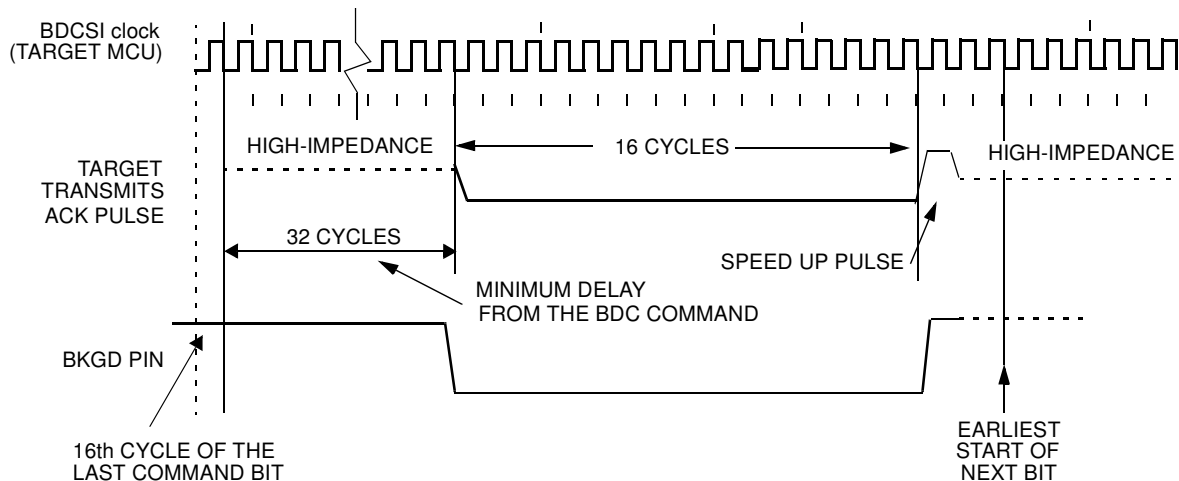 BDCSI clock
(TARGET MCU)
HIGH-IMPEDANCE
16 CYCLES
HIGH-IMPEDANCE
TARGET
TRANSMITS
ACK PULSE
32 CYCLES
SPEED UP PULSE
MINIMUM DELAY
FROM THE BDC COMMAND
BKGD PIN
16th CYCLE OF THE
LAST COMMAND BIT
EARLIEST
START OF
NEXT BIT